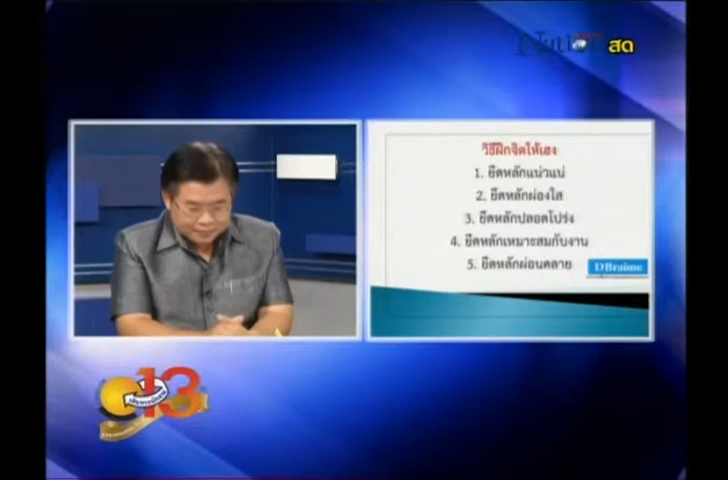 สด
วิธีฝึกจิตให้เฮง
1. ยึดหลักแน่วแน่
2. ยึดหลักผ่องใส
3. ยึดหลักปลอดโปร่ง
4. ยึดหลักเหมาะสมกับงาน
5. ยึดหลักผ่อนคลาย
DBraime
13